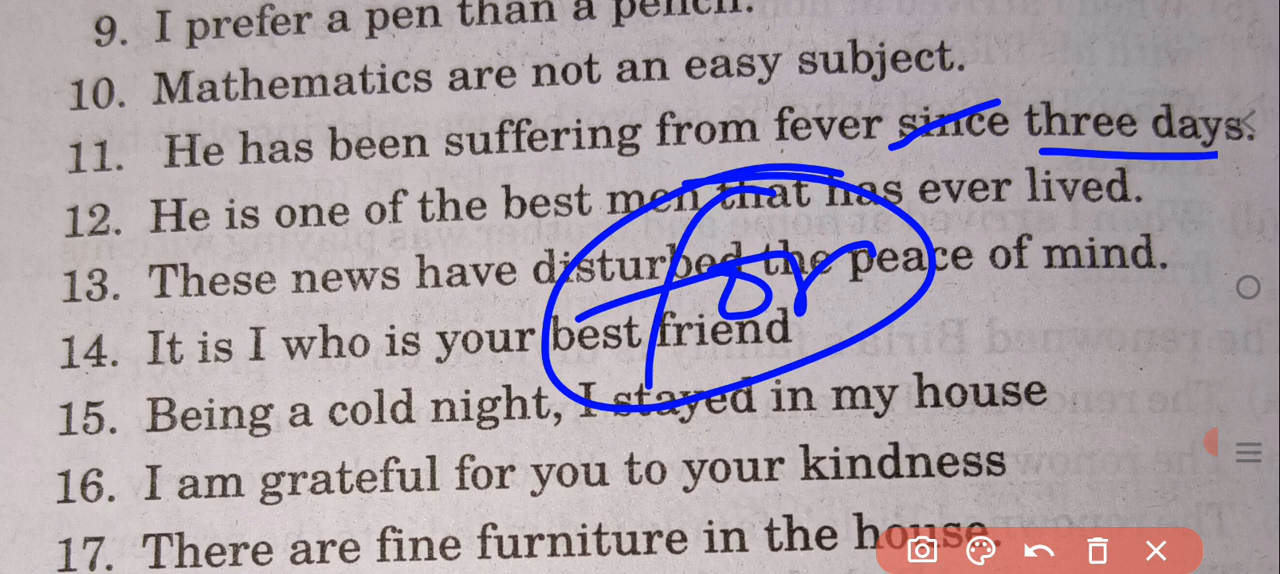 9. I prefer a pen than a pencil.
10. Mathematics are not an easy subject.
11. He has been suffering from fever since three days.
12. He is one of the best men that has ever lived.
13. These news have disturbed the peace of mind.
14. It is I who is your best friend
for
15. Being a cold night, I stayed in my house
16. I am grateful for you to your kindness
17. There are fine furniture in the house.